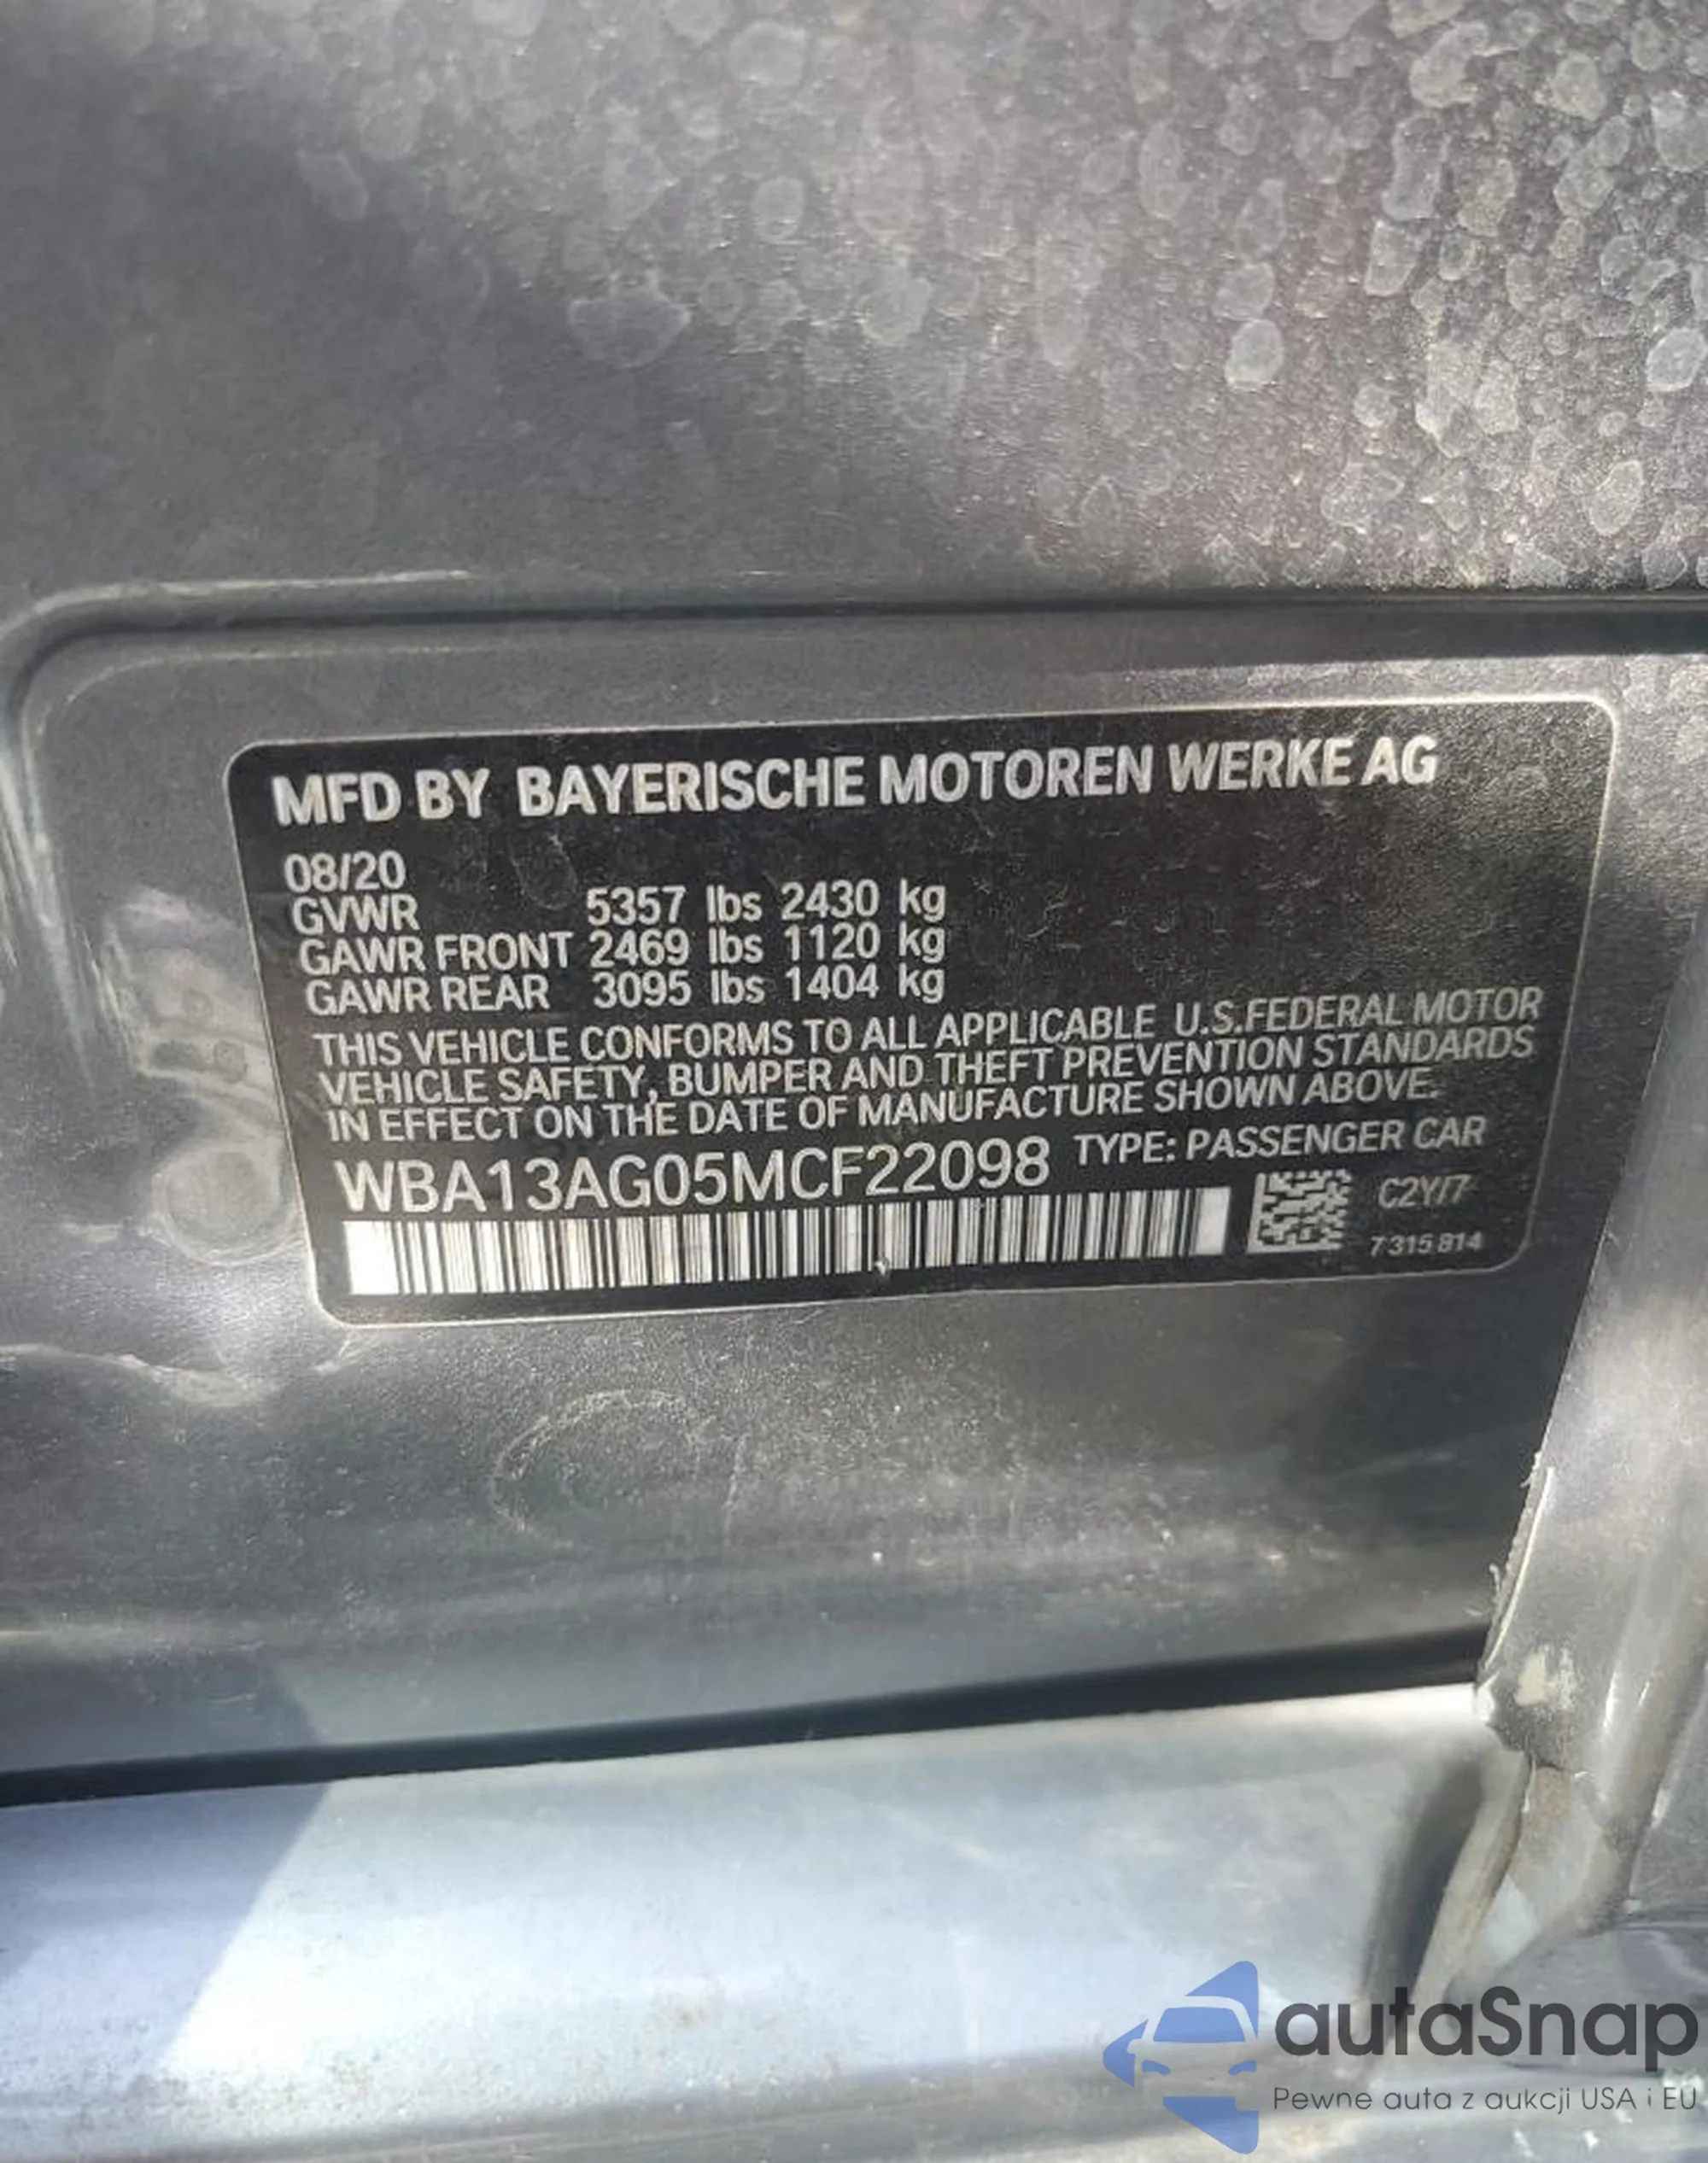 MFD BY BAYERISCHE MOTOREN WERKE AG
08/20
GVWR 5357 lbs 2430 kg
GAWR FRONT 2469 lbs 1120 kg
GAWR REAR 3095 lbs 1404 kg
THIS VEHICLE CONFORMS TO ALL APPLICABLE U.S.FEDERAL MOTOR
VEHICLE SAFETY, BUMPER AND THEFT PREVENTION STANDARDS
IN EFFECT ON THE DATE OF MANUFACTURE SHOWN ABOVE.
WBA13AG05MCF22098 TYPE: PASSENGER CAR
C2Y/7
7 315 814
autaSnap
Pewne auta z aukcji USA i EU